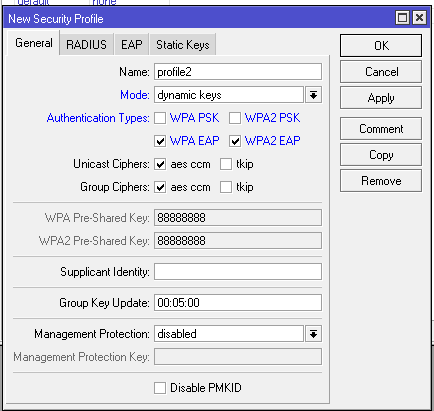 default none
New Security Profile
General RADIUS EAP Static Keys
Name: profile2
Mode: dynamic keys
Authentication Types: WPA PSK WPA2 PSK
WPA EAP WPA2 EAP
Unicast Ciphers: aes ccm tkip
Group Ciphers: aes ccm tkip
WPA Pre-Shared Key: 88888888
WPA2 Pre-Shared Key: 88888888
Supplicant Identity:
Group Key Update: 00:05:00
Management Protection: disabled
Management Protection Key:
Disable PMKID
OK
Cancel
Apply
Comment
Copy
Remove